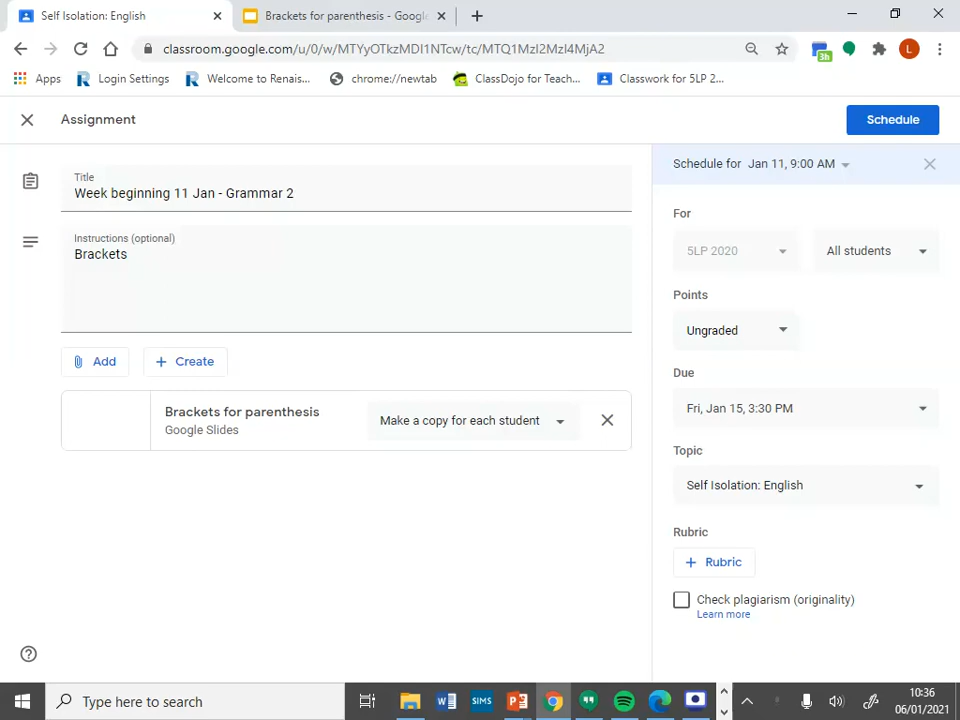 Self Isolation: English
Brackets for parenthesis - Google
classroom.google.com/u/0/w/MTYyOTkzMDI1NTcw/tc/MTQ1MzI2MzI4MjA2
3h
L
Apps
Login Settings
Welcome to Renais...
chrome://newtab
ClassDojo for Teach...
Classwork for 5LP 2...
Assignment
Schedule
Title
Week beginning 11 Jan - Grammar 2
Instructions (optional)
Brackets
Add
Create
Brackets for parenthesis
Google Slides
Make a copy for each student
Schedule for Jan 11, 9:00 AM
For
5LP 2020
All students
Points
Ungraded
Due
Fri, Jan 15, 3:30 PM
Topic
Self Isolation: English
Rubric
+ Rubric
Check plagiarism (originality)
Learn more
Type here to search
SIMS
10:36
06/01/2021